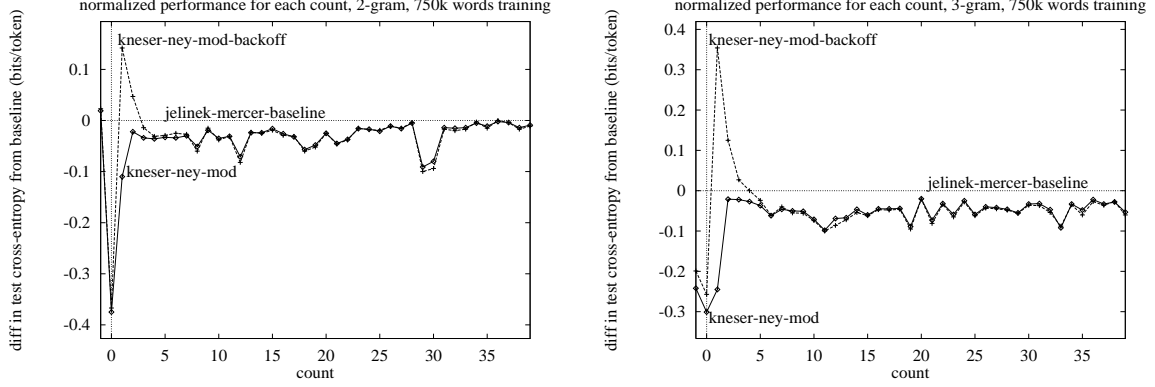 normalized performance for each count, 2-gram, 750k words training
diff in test cross-entropy from baseline (bits/token)
0.1
0
-0.1
-0.2
-0.3
-0.4
kneser-ney-mod-backoff
jelinek-mercer-baseline
kneser-ney-mod
0 5 10 15 20 25 30 35
count
normalized performance for each count, 3-gram, 750k words training
diff in test cross-entropy from baseline (bits/token)
0.4
0.3
0.2
0.1
0
-0.1
-0.2
-0.3
kneser-ney-mod-backoff
jelinek-mercer-baseline
kneser-ney-mod
0 5 10 15 20 25 30 35
count